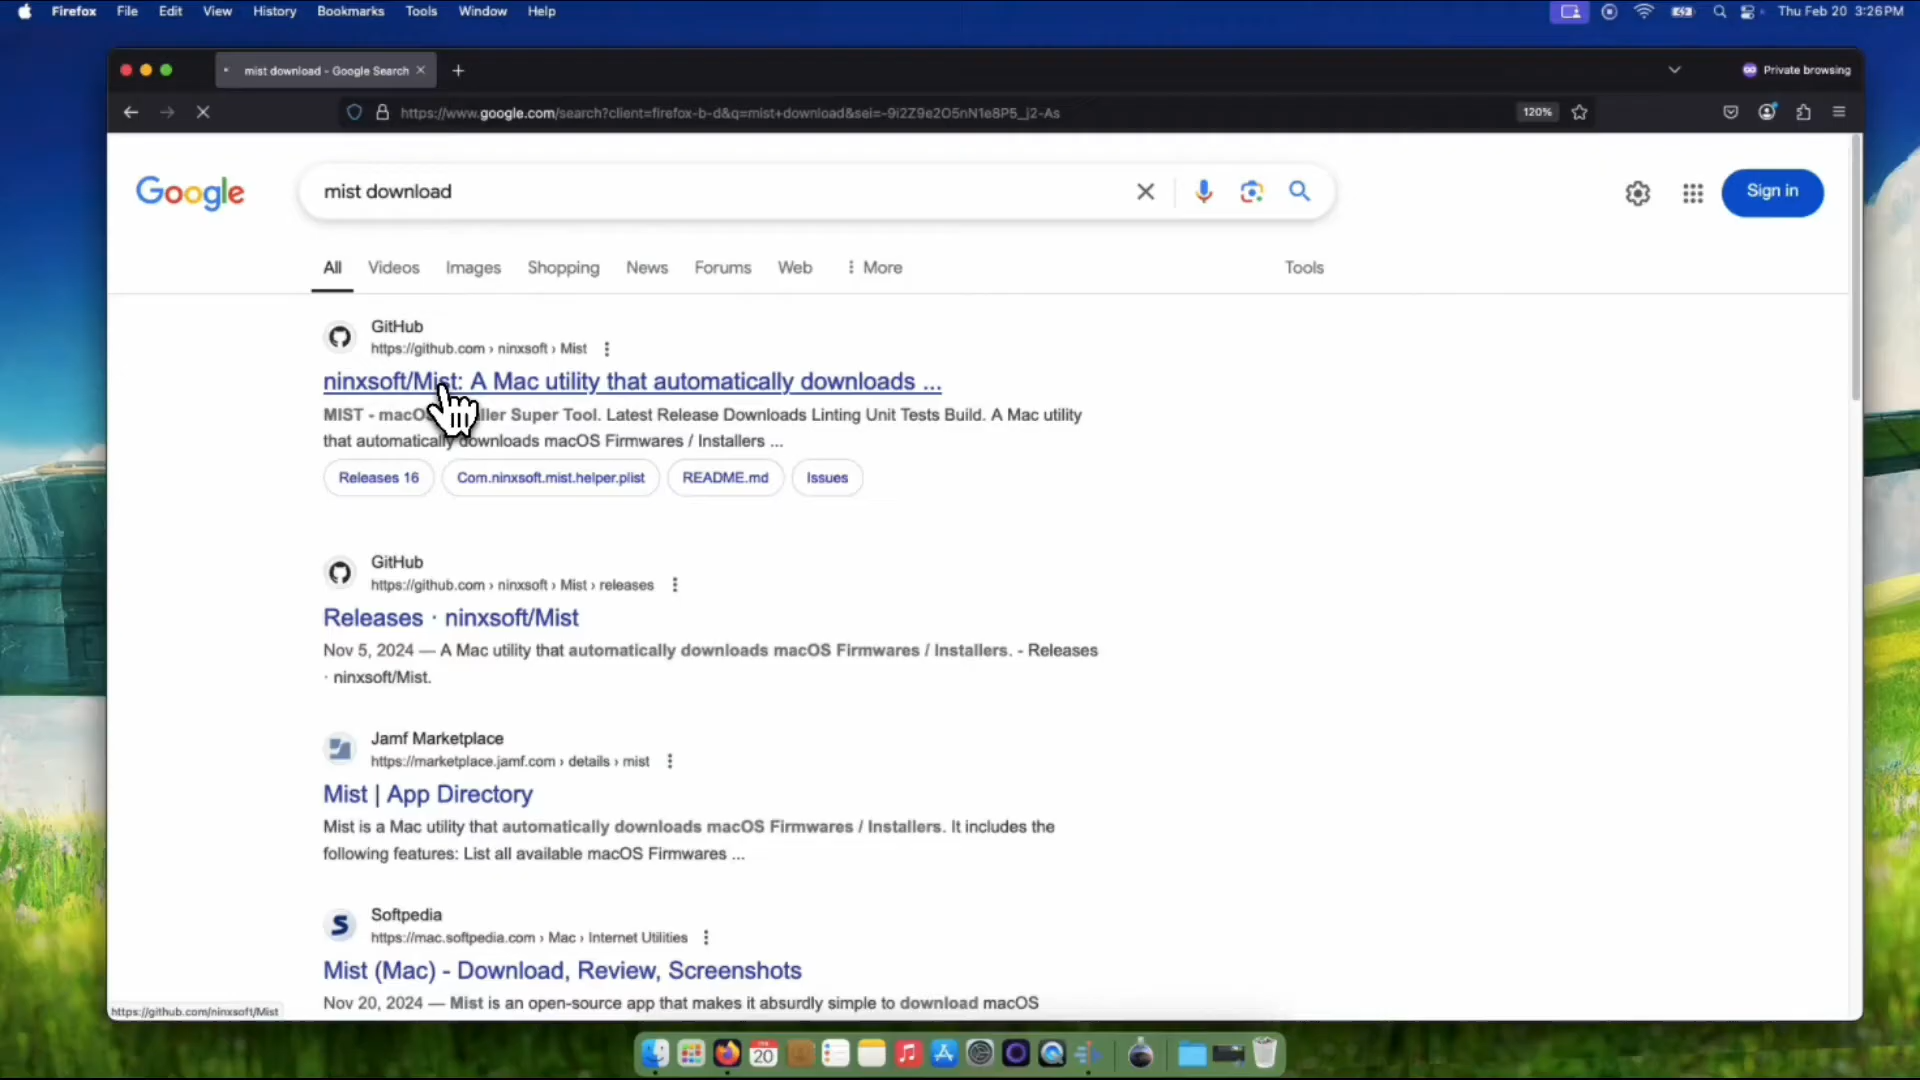 Firefox File Edit View History Bookmarks Tools Window Help
Thu Feb 20 3:26 PM
mist download - Google Search
Private browsing
https://www.google.com/search?client=firefox-b-d&q=mist+download&sei=-9i2Z9e2O5nN1e8P5_j2-As
120%
Google
mist download
Sign in
All Videos Images Shopping News Forums Web More Tools
GitHub
https://github.com › ninxsoft › Mist
ninxsoft/Mist: A Mac utility that automatically downloads ...
MIST - macOS ller Super Tool. Latest Release Downloads Linting Unit Tests Build. A Mac utility
that automatically downloads macOS Firmwares / Installers ...
Releases 16 Com.ninxsoft.mist.helper.plist README.md Issues
GitHub
https://github.com › ninxsoft › Mist › releases
Releases · ninxsoft/Mist
Nov 5, 2024 — A Mac utility that automatically downloads macOS Firmwares / Installers. - Releases
· ninxsoft/Mist.
Jamf Marketplace
https://marketplace.jamf.com › details › mist
Mist | App Directory
Mist is a Mac utility that automatically downloads macOS Firmwares / Installers. It includes the
following features: List all available macOS Firmwares ...
Softpedia
https://mac.softpedia.com › Mac › Internet Utilities
Mist (Mac) - Download, Review, Screenshots
Nov 20, 2024 — Mist is an open-source app that makes it absurdly simple to download macOS
https://github.com/ninxsoft/Mist
20